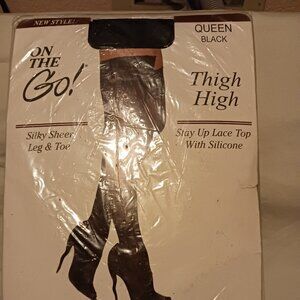 NEW STYLE!
QUEEN
BLACK
ON
THE
Go!
Thigh
High
Silky Sheer
Leg & Toe
Stay Up Lace Top
With Silicone